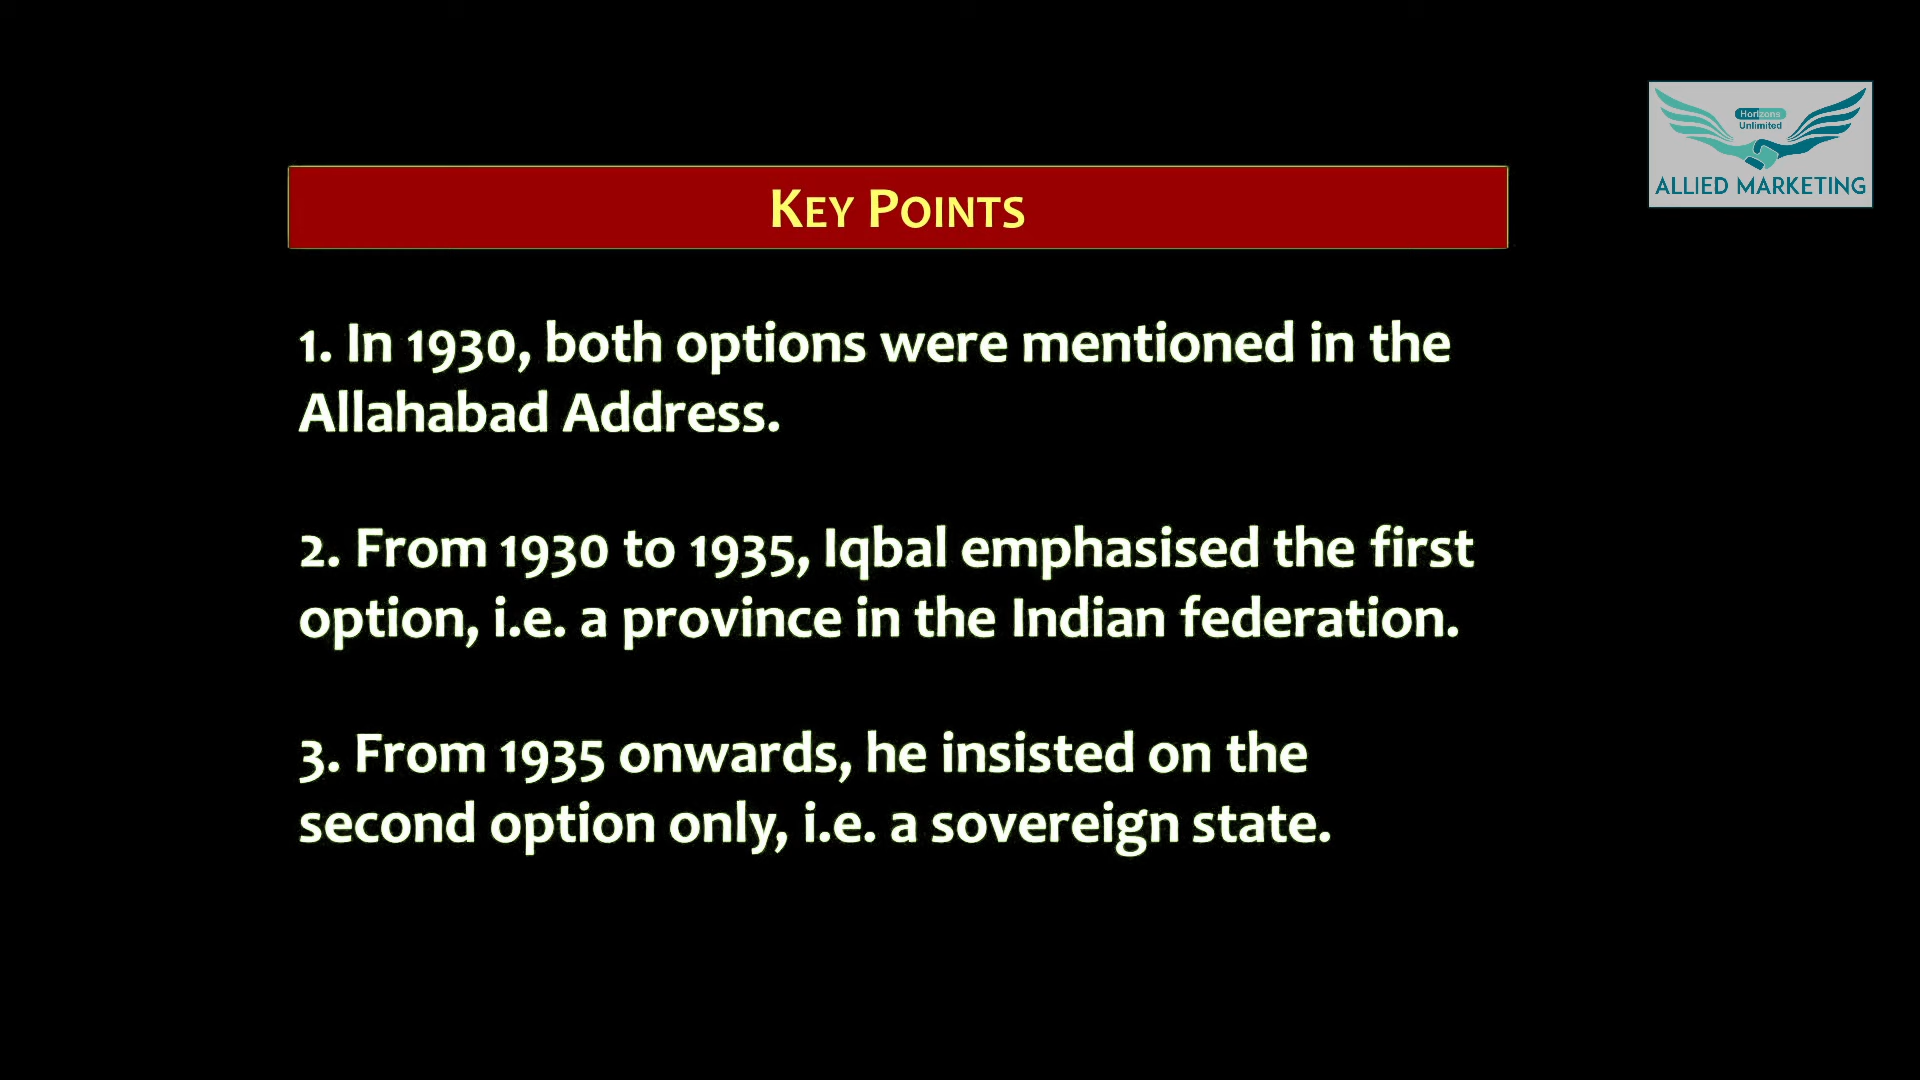 Horizons
Unlimited
ALLIED MARKETING
KEY POINTS
1. In 1930, both options were mentioned in the
Allahabad Address.
2. From 1930 to 1935, Iqbal emphasised the first
option, i.e. a province in the Indian federation.
3. From 1935 onwards, he insisted on the
second option only, i.e. a sovereign state.